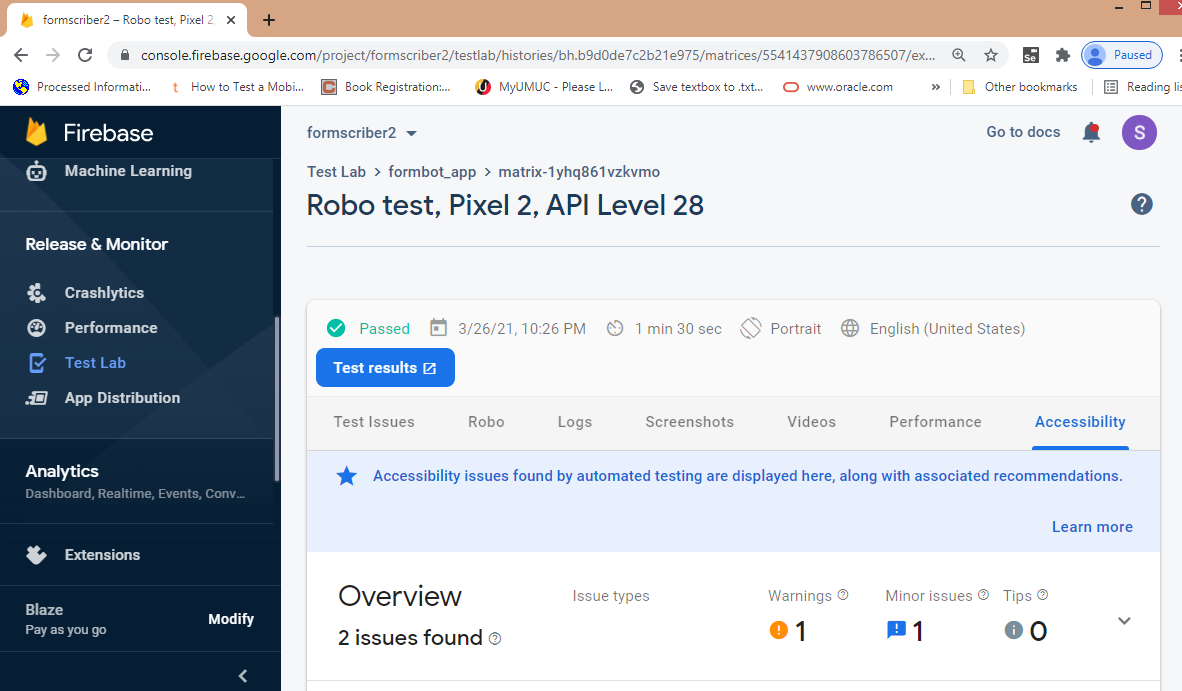 formscriber2 – Robo test, Pixel 2,
console.firebase.google.com/project/formscriber2/testlab/histories/bh.b9d0de7c2b21e975/matrices/5541437908603786507/ex...
Se
Paused
Processed Informati...
t How to Test a Mobi...
C Book Registration:...
MyUMUC - Please L...
Save textbox to .txt...
www.oracle.com
»
Other bookmarks
Reading lis
Firebase
Machine Learning
Release & Monitor
Crashlytics
Performance
Test Lab
App Distribution
Analytics
Dashboard, Realtime, Events, Conv...
Extensions
Blaze
Pay as you go
Modify
formscriber2
Go to docs
S
Test Lab > formbot_app > matrix-1yhq861vzkvmo
Robo test, Pixel 2, API Level 28
Passed 3/26/21, 10:26 PM 1 min 30 sec Portrait English (United States)
Test results
Test Issues Robo Logs Screenshots Videos Performance Accessibility
Accessibility issues found by automated testing are displayed here, along with associated recommendations.
Learn more
Overview
2 issues found
Issue types
Warnings
1
Minor issues
1
Tips
0